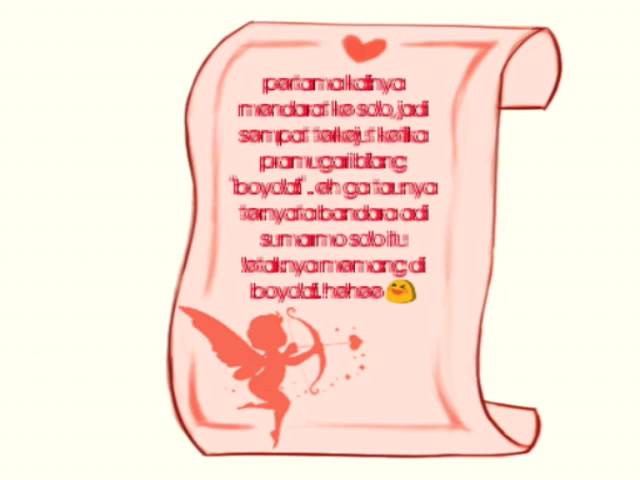 pertama kalinya
mendarat ke solo, jadi
sempat terkejut ketika
pramugari bilang
"boyolali"... eh ga taunya
ternyata bandara adi
sumarmo solo itu
letaknya memang di
boyolali. hehee 😆